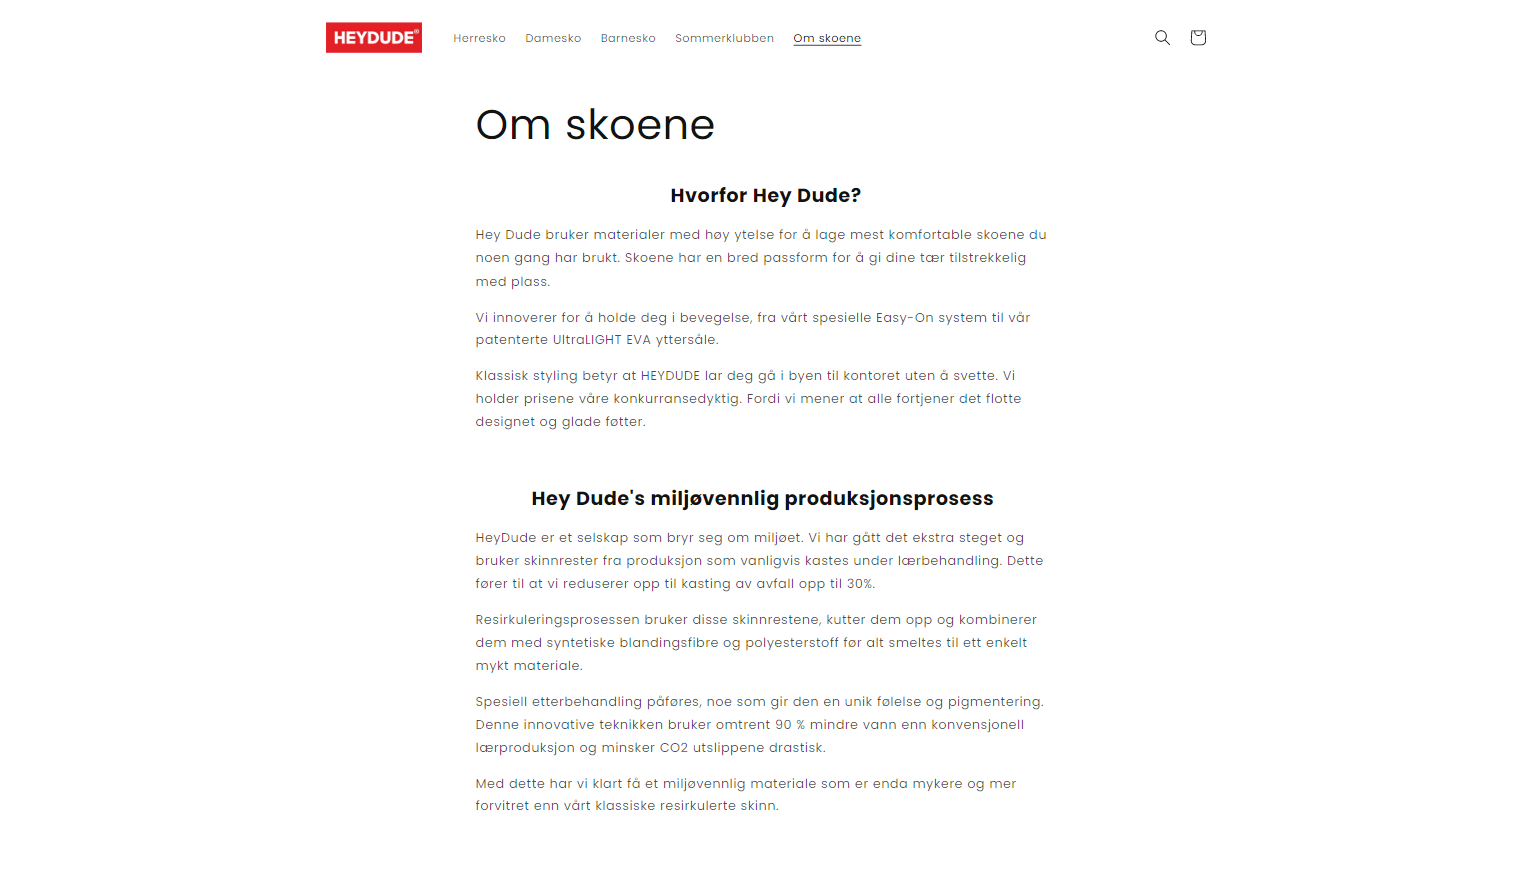 HEYDUDE®
Herresko Damesko Barnesko Sommerklubben Om skoene
Om skoene
Hvorfor Hey Dude?
Hey Dude bruker materialer med høy ytelse for å lage mest komfortable skoene du
noen gang har brukt. Skoene har en bred passform for å gi dine tær tilstrekkelig
med plass.
Vi innoverer for å holde deg i bevegelse, fra vårt spesielle Easy-On system til vår
patenterte UltraLIGHT EVA yttersåle.
Klassisk styling betyr at HEYDUDE lar deg gå i byen til kontoret uten å svette. Vi
holder prisene våre konkurransedyktig. Fordi vi mener at alle fortjener det flotte
designet og glade føtter.
Hey Dude's miljøvennlig produksjonsprosess
HeyDude er et selskap som bryr seg om miljøet. Vi har gått det ekstra steget og
bruker skinnrester fra produksjon som vanligvis kastes under lærbehandling. Dette
fører til at vi reduserer opp til kasting av avfall opp til 30%.
Resirkuleringsprosessen bruker disse skinnrestene, kutter dem opp og kombinerer
dem med syntetiske blandingsfibre og polyesterstoff før alt smeltes til ett enkelt
mykt materiale.
Spesiell etterbehandling påføres, noe som gir den en unik følelse og pigmentering.
Denne innovative teknikken bruker omtrent 90 % mindre vann enn konvensjonell
lærproduksjon og minsker CO2 utslippene drastisk.
Med dette har vi klart få et miljøvennlig materiale som er enda mykere og mer
forvitret enn vårt klassiske resirkulerte skinn.